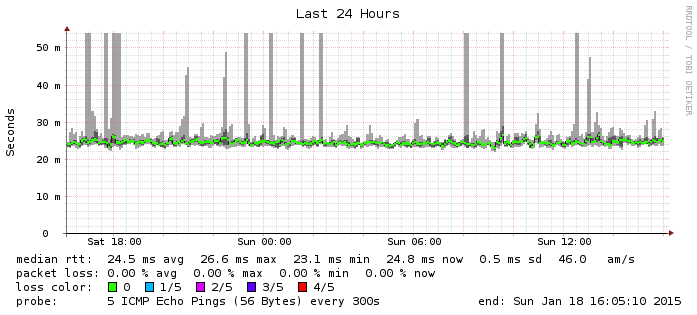 Last 24 Hours
RRDTOOL / TOBI OETIKER
Seconds
50 m
40 m
30 m
20 m
10 m
0
Sat 18:00 Sun 00:00 Sun 06:00 Sun 12:00
median rtt: 24.5 ms avg 26.6 ms max 23.1 ms min 24.8 ms now 0.5 ms sd 46.0 am/s
packet loss: 0.00 % avg 0.00 % max 0.00 % min 0.00 % now
loss color: 0 1/5 2/5 3/5 4/5
probe: 5 ICMP Echo Pings (56 Bytes) every 300s end: Sun Jan 18 16:05:10 2015